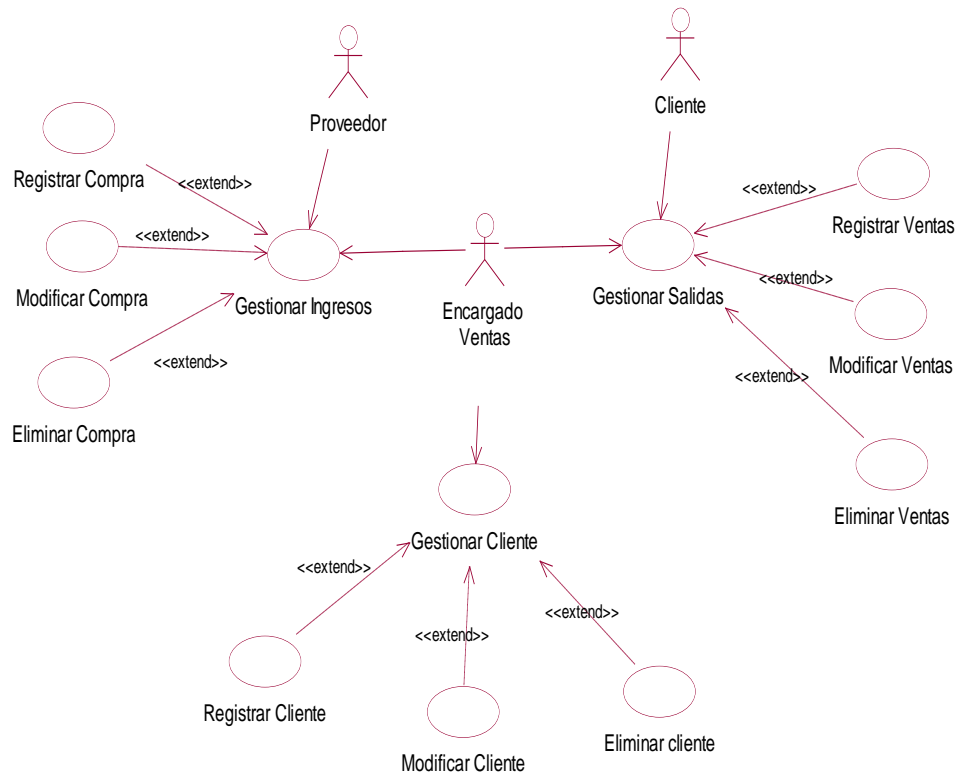 Proveedor
Cliente
Registrar Compra
<<extend>>
<<extend>>
Registrar Ventas
<<extend>>
Modificar Compra
Gestionar Ingresos
Encargado
Ventas
Gestionar Salidas
<<extend>>
Modificar Ventas
<<extend>>
<<extend>>
Eliminar Compra
Eliminar Ventas
Gestionar Cliente
<<extend>>
<<extend>>
<<extend>>
Registrar Cliente
Modificar Cliente
Eliminar cliente